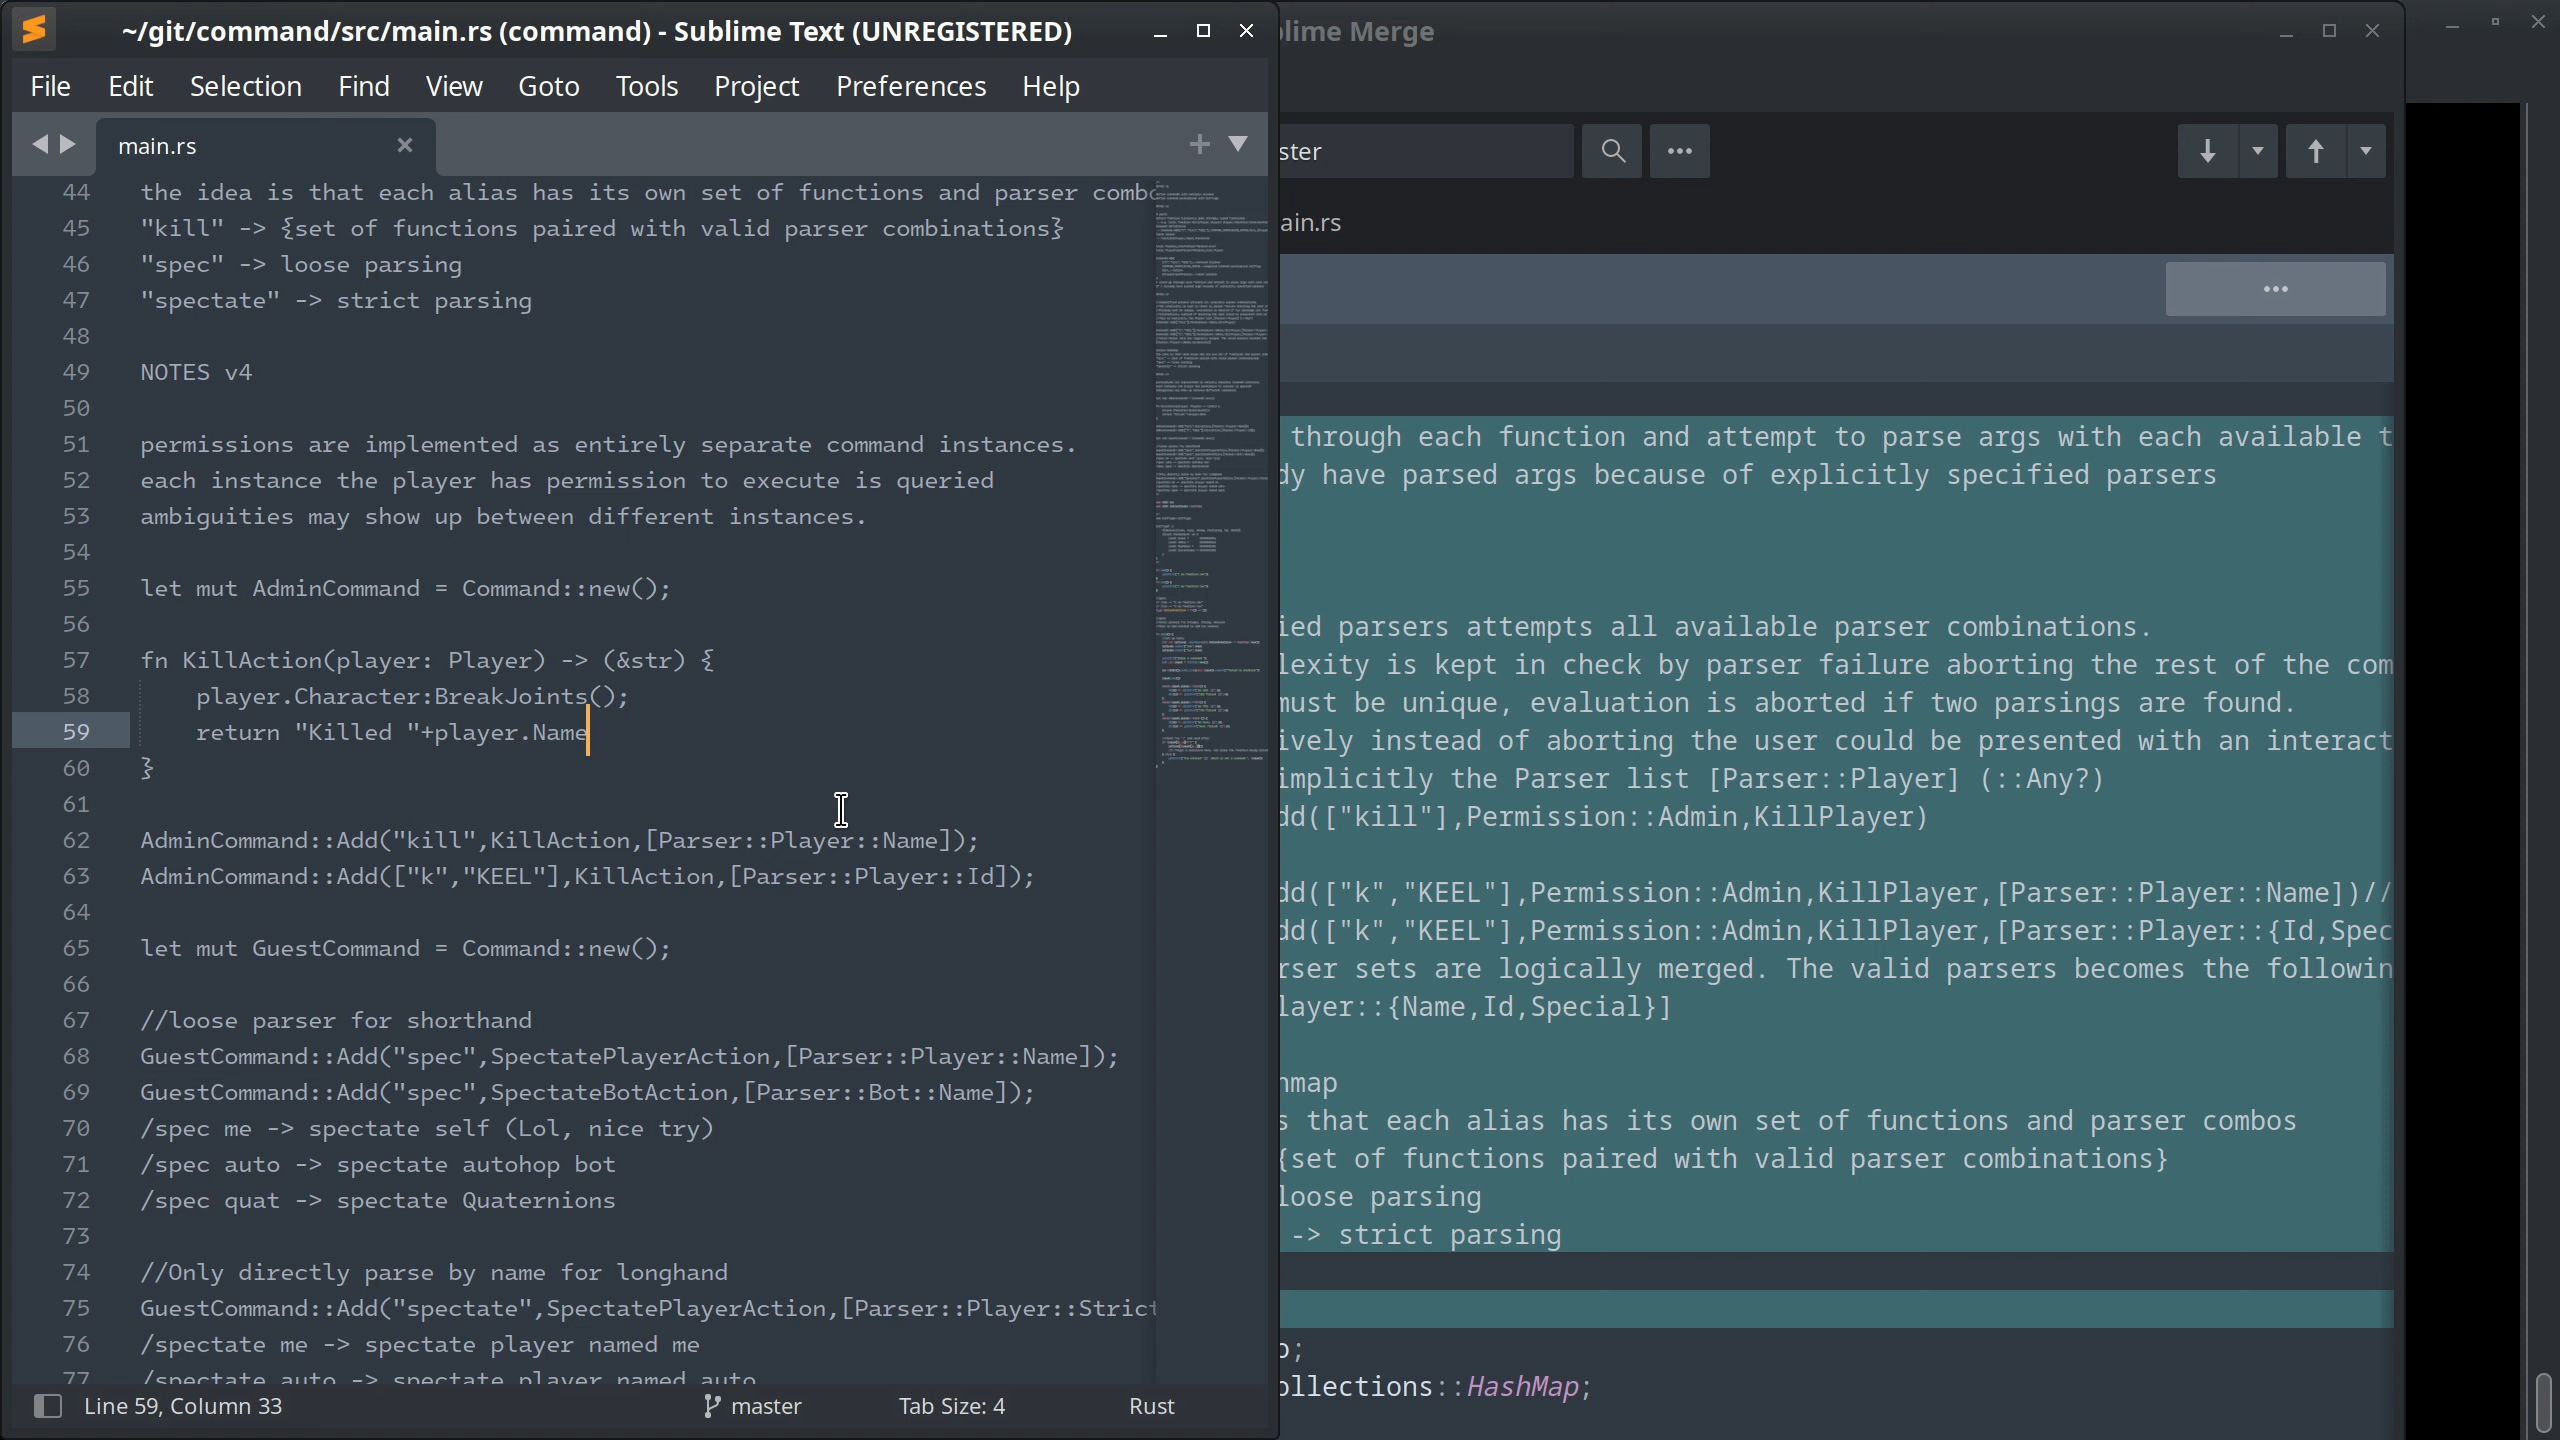 ~/git/command/src/main.rs (command) - Sublime Text (UNREGISTERED)
File Edit Selection Find View Goto Tools Project Preferences Help
main.rs
44 the idea is that each alias has its own set of functions and parser combo
45 "kill" -> {set of functions paired with valid parser combinations}
46 "spec" -> loose parsing
47 "spectate" -> strict parsing
48
49 NOTES v4
50
51 permissions are implemented as entirely separate command instances.
52 each instance the player has permission to execute is queried
53 ambiguities may show up between different instances.
54
55 let mut AdminCommand = Command::new();
56
57 fn KillAction(player: Player) -> (&str) {
58 player.Character:BreakJoints();
59 return "Killed "+player.Name
60 }
61
62 AdminCommand::Add("kill",KillAction,[Parser::Player::Name]);
63 AdminCommand::Add(["k","KEEL"],KillAction,[Parser::Player::Id]);
64
65 let mut GuestCommand = Command::new();
66
67 //loose parser for shorthand
68 GuestCommand::Add("spec",SpectatePlayerAction,[Parser::Player::Name]);
69 GuestCommand::Add("spec",SpectateBotAction,[Parser::Bot::Name]);
70 /spec me -> spectate self (Lol, nice try)
71 /spec auto -> spectate autohop bot
72 /spec quat -> spectate Quaternions
73
74 //Only directly parse by name for longhand
75 GuestCommand::Add("spectate",SpectatePlayerAction,[Parser::Player::Strict
76 /spectate me -> spectate player named me
77 /spectate auto -> spectate player named auto
Line 59, Column 33 master Tab Size: 4 Rust
blime Merge
ster
ain.rs
through each function and attempt to parse args with each available t
dy have parsed args because of explicitly specified parsers
ied parsers attempts all available parser combinations.
lexity is kept in check by parser failure aborting the rest of the com
must be unique, evaluation is aborted if two parsings are found.
ively instead of aborting the user could be presented with an interact
implicitly the Parser list [Parser::Player] (::Any?)
dd(["kill"],Permission::Admin,KillPlayer)
dd(["k","KEEL"],Permission::Admin,KillPlayer,[Parser::Player::Name])//
dd(["k","KEEL"],Permission::Admin,KillPlayer,[Parser::Player::{Id,Spec
rser sets are logically merged. The valid parsers becomes the followin
layer::{Name,Id,Special}]
hmap
s that each alias has its own set of functions and parser combos
{set of functions paired with valid parser combinations}
loose parsing
-> strict parsing
o;
ollections::HashMap;